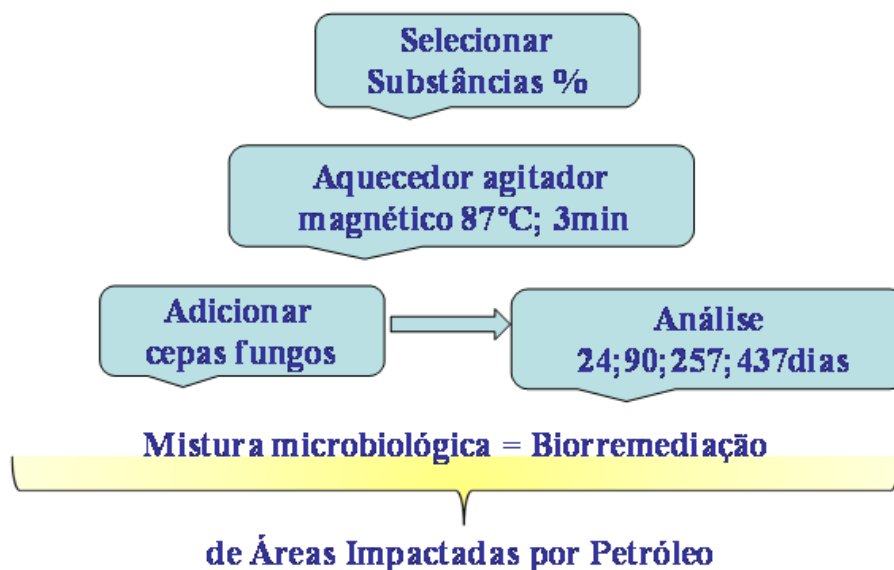 Selecionar
Substâncias %
Aquecedor agitador
magnético 87°C; 3min
Adicionar
cepas fungos
Análise
24;90;257;437dias
Mistura microbiológica = Biorremediação
de Áreas Impactadas por Petróleo